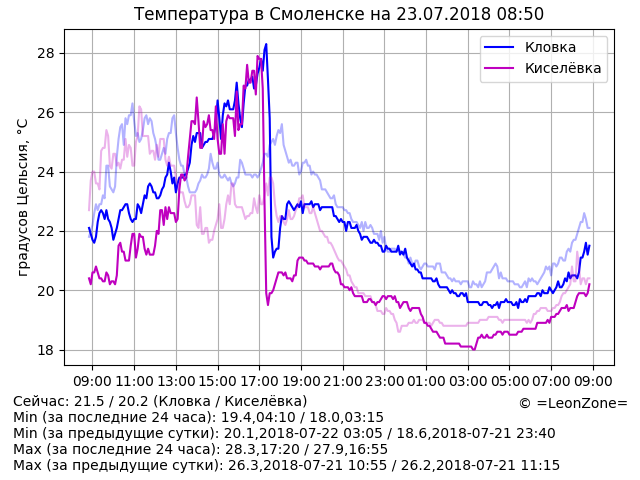 Температура в Смоленске на 23.07.2018 08:50
Кловка
Киселёвка
градусов Цельсия, °C
28
26
24
22
20
18
09:00 11:00 13:00 15:00 17:00 19:00 21:00 23:00 01:00 03:00 05:00 07:00 09:00
Сейчас: 21.5 / 20.2 (Кловка / Киселёвка)
© =LeonZone=
Min (за последние 24 часа): 19.4,04:10 / 18.0,03:15
Min (за предыдущие сутки): 20.1,2018-07-22 03:05 / 18.6,2018-07-21 23:40
Max (за последние 24 часа): 28.3,17:20 / 27.9,16:55
Max (за предыдущие сутки): 26.3,2018-07-21 10:55 / 26.2,2018-07-21 11:15